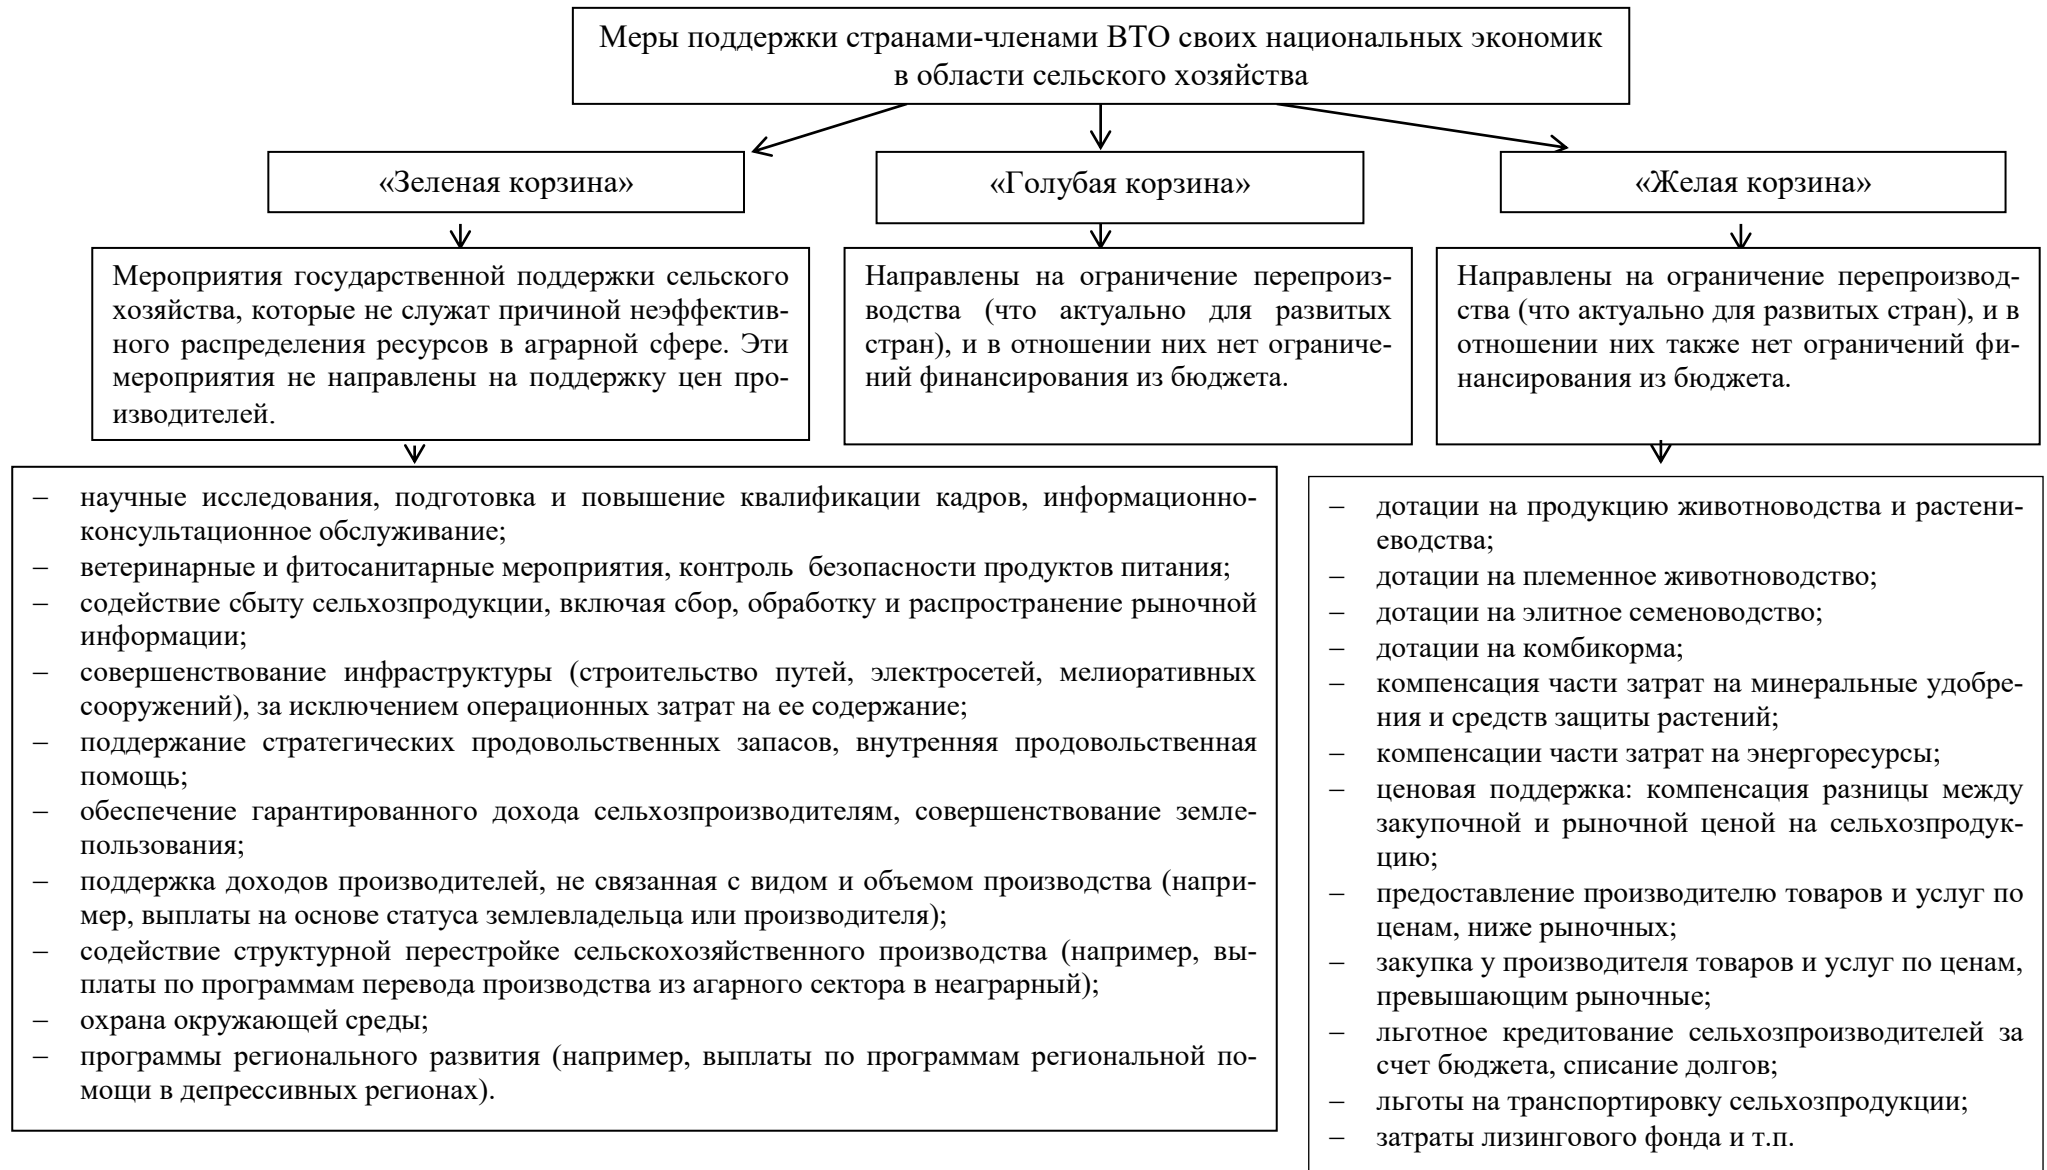 Меры поддержки странами-членами ВТО своих национальных экономик
в области сельского хозяйства
«Зеленая корзина»
«Голубая корзина»
«Желая корзина»
Мероприятия государственной поддержки сельского
хозяйства, которые не служат причиной неэффектив-
ного распределения ресурсов в аграрной сфере. Эти
мероприятия не направлены на поддержку цен про-
изводителей.
Направлены на ограничение перепроиз-
водства (что актуально для развитых
стран), и в отношении них нет ограниче-
ний финансирования из бюджета.
Направлены на ограничение перепроизвод-
ства (что актуально для развитых стран), и в
отношении них также нет ограничений фи-
нансирования из бюджета.
– научные исследования, подготовка и повышение квалификации кадров, информационно-
консультационное обслуживание;
– ветеринарные и фитосанитарные мероприятия, контроль безопасности продуктов питания;
– содействие сбыту сельхозпродукции, включая сбор, обработку и распространение рыночной
информации;
– совершенствование инфраструктуры (строительство путей, электросетей, мелиоративных
сооружений), за исключением операционных затрат на ее содержание;
– поддержание стратегических продовольственных запасов, внутренняя продовольственная
помощь;
– обеспечение гарантированного дохода сельхозпроизводителям, совершенствование земле-
пользования;
– поддержка доходов производителей, не связанная с видом и объемом производства (напри-
мер, выплаты на основе статуса землевладельца или производителя);
– содействие структурной перестройке сельскохозяйственного производства (например, вы-
платы по программам перевода производства из агарного сектора в неаграрный);
– охрана окружающей среды;
– программы регионального развития (например, выплаты по программам региональной по-
мощи в депрессивных регионах).
– дотации на продукцию животноводства и растени-
еводства;
– дотации на племенное животноводство;
– дотации на элитное семеноводство;
– дотации на комбикорма;
– компенсация части затрат на минеральные удобре-
ния и средств защиты растений;
– компенсации части затрат на энергоресурсы;
– ценовая поддержка: компенсация разницы между
закупочной и рыночной ценой на сельхозпродук-
цию;
– предоставление производителю товаров и услуг по
ценам, ниже рыночных;
– закупка у производителя товаров и услуг по ценам,
превышающим рыночные;
– льготное кредитование сельхозпроизводителей за
счет бюджета, списание долгов;
– льготы на транспортировку сельхозпродукции;
– затраты лизингового фонда и т.п.